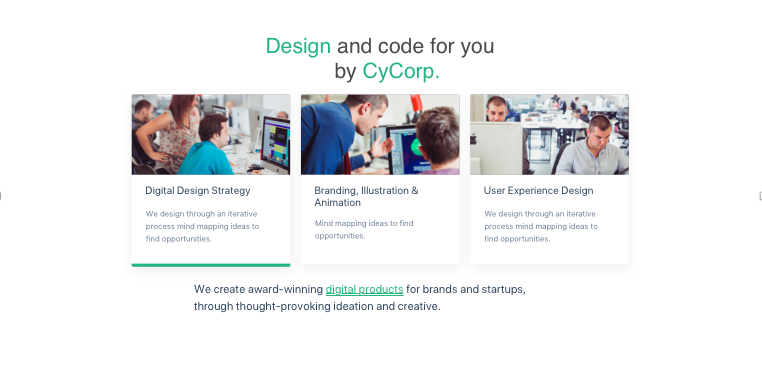 Design and code for you
by CyCorp.
Digital Design Strategy
We design through an iterative
process mind mapping ideas to
find opportunities.
Branding, Illustration &
Animation
Mind mapping ideas to find
opportunities.
User Experience Design
We design through an iterative
process mind mapping ideas to
find opportunities.
We create award-winning digital products for brands and startups,
through thought-provoking ideation and creative.